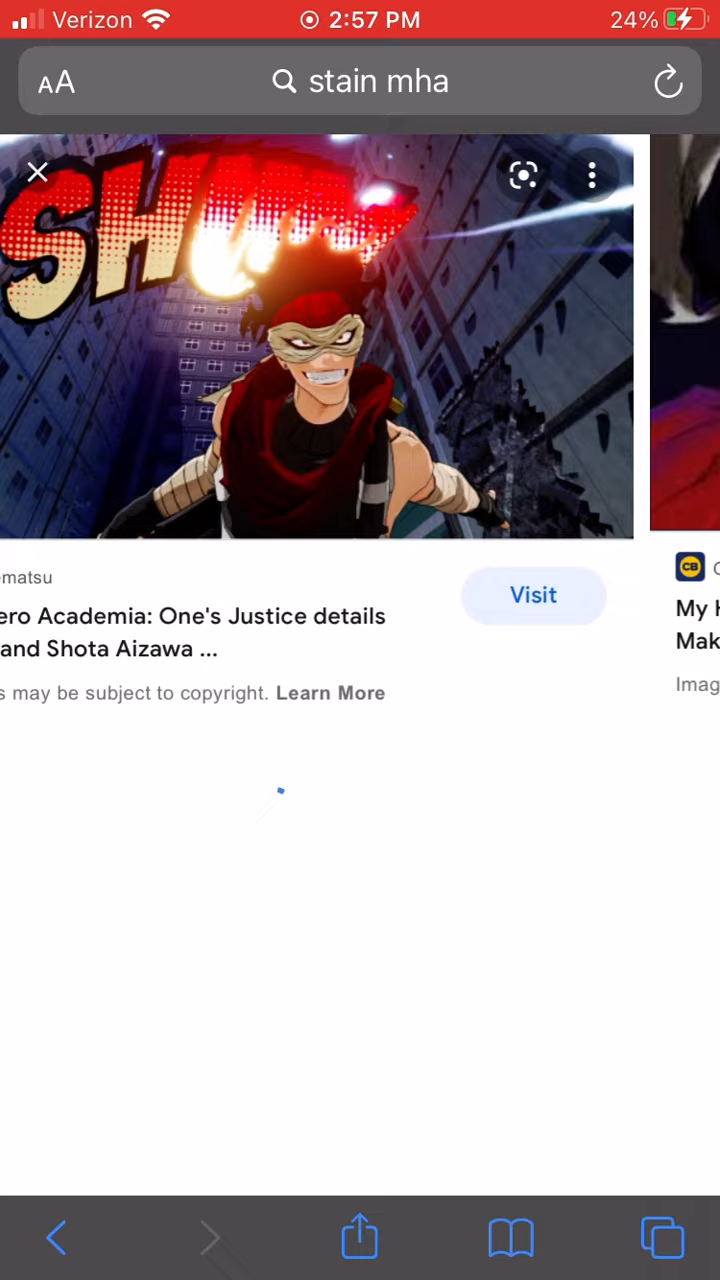 Verizon 2:57 PM 24%
AA stain mha
SH
ematsu
Visit
ero Academia: One's Justice details
and Shota Aizawa ...
s may be subject to copyright. Learn More
CB
My H
Mak
Imag